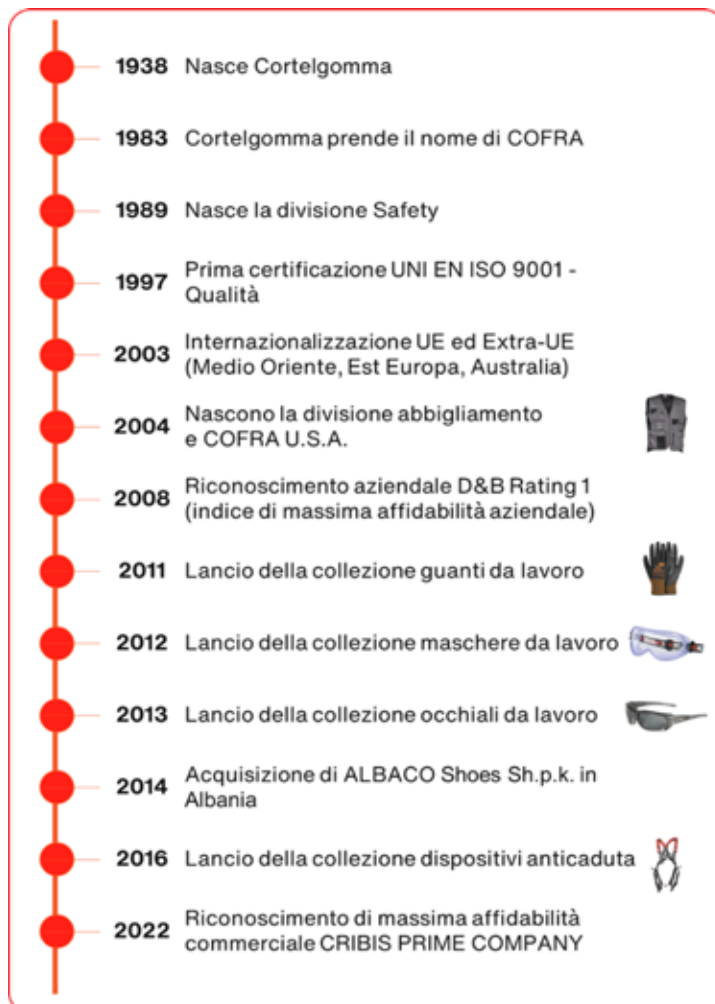 1938 Nasce Cortelgomma
1983 Cortelgomma prende il nome di COFRA
1989 Nasce la divisione Safety
1997 Prima certificazione UNI EN ISO 9001 -
Qualità
2003 Internazionalizzazione UE ed Extra-UE
(Medio Oriente, Est Europa, Australia)
2004 Nascono la divisione abbigliamento
e COFRA U.S.A.
2008 Riconoscimento aziendale D&B Rating 1
(indice di massima affidabilità aziendale)
2011 Lancio della collezione guanti da lavoro
2012 Lancio della collezione maschere da lavoro
2013 Lancio della collezione occhiali da lavoro
2014 Acquisizione di ALBACO Shoes Sh.p.k. in
Albania
2016 Lancio della collezione dispositivi anticaduta
2022 Riconoscimento di massima affidabilità
commerciale CRIBIS PRIME COMPANY